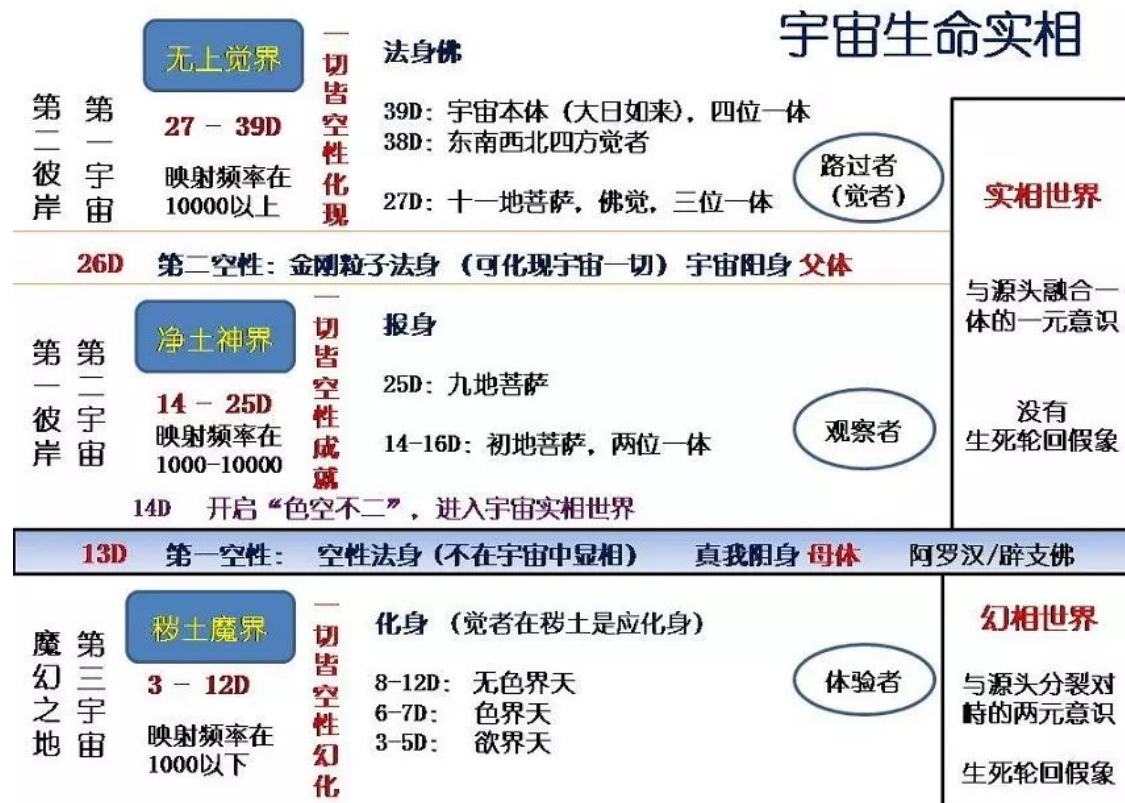 宇宙生命实相
第二彼岸
第一宇宙
无上觉界
27 - 39D
映射频率在
10000以上
一切皆空性化现
法身佛
39D：宇宙本体（大日如来），四位一体
38D：东南西北四方觉者
27D：十一地菩萨，佛觉，三位一体
路过者
（觉者）
实相世界
与源头融合一
体的一元意识
没有
生死轮回假象
26D 第二空性：金刚粒子法身 （可化现宇宙一切） 宇宙阳身 父体
第一彼岸
第二宇宙
净土神界
14 - 25D
映射频率在
1000-10000
一切皆空性成就
报身
25D：九地菩萨
14-16D：初地菩萨，两位一体
观察者
14D 开启“色空不二”，进入宇宙实相世界
13D 第一空性： 空性法身（不在宇宙中显相） 真我阴身 母体 阿罗汉/辟支佛
魔幻之地
第三宇宙
秽土魔界
3 - 12D
映射频率在
1000以下
一切皆空性幻化
化身 （觉者在秽土是应化身）
8-12D： 无色界天
6-7D： 色界天
3-5D： 欲界天
体验者
幻相世界
与源头分裂对
峙的两元意识
生死轮回假象